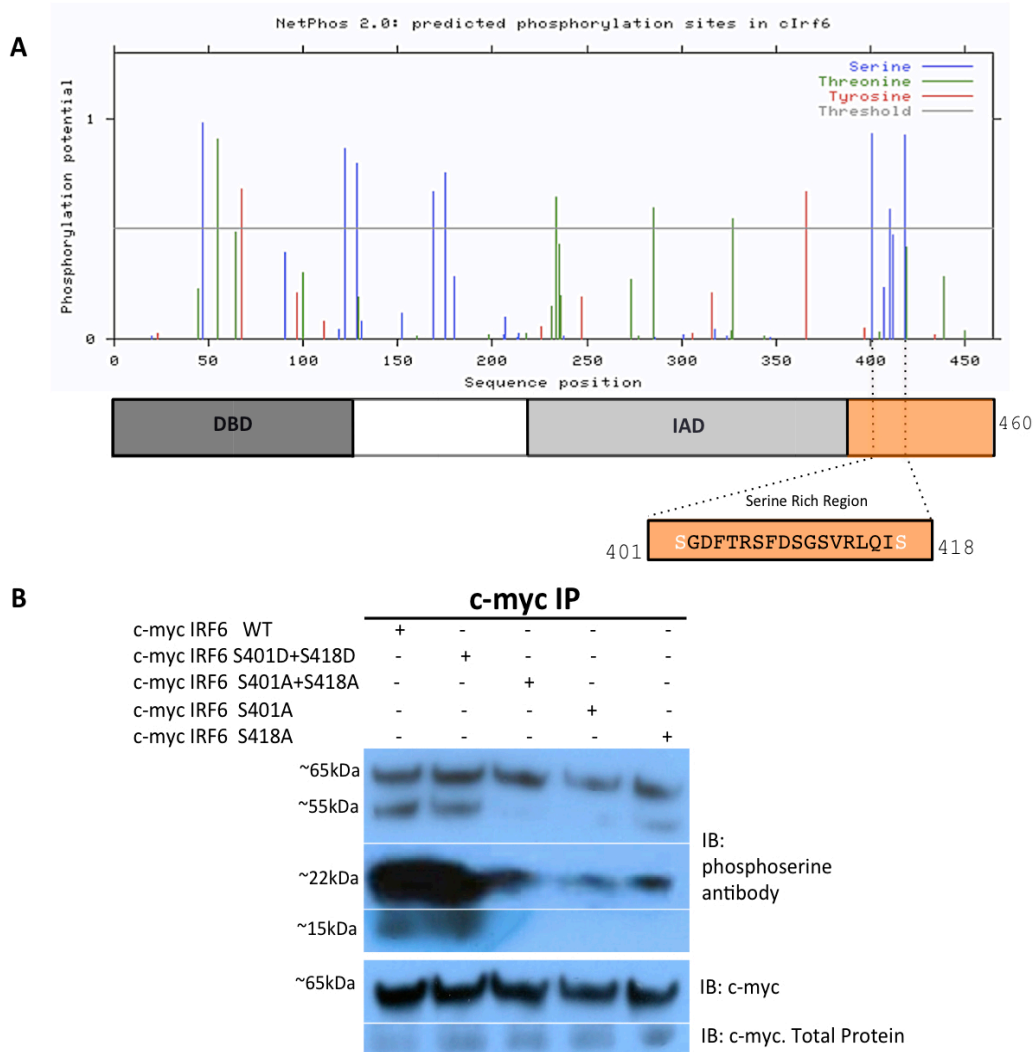 A
NetPhos 2.0: predicted phosphorylation sites in cIrf6
Serine
Threonine
Tyrosine
Threshold
Phosphorylation potential
1
0
0 50 100 150 200 250 300 350 400 450
Sequence position
DBD IAD 460
Serine Rich Region
401 SGDFTRSFDSGSVRLQIS 418
B
c-myc IP
c-myc IRF6 WT + - - - -
c-myc IRF6 S401D+S418D - + - - -
c-myc IRF6 S401A+S418A - - + - -
c-myc IRF6 S401A - - - + -
c-myc IRF6 S418A - - - - +
~65kDa
~55kDa
~22kDa
~15kDa
IB:
phosphoserine
antibody
~65kDa
IB: c-myc
IB: c-myc. Total Protein